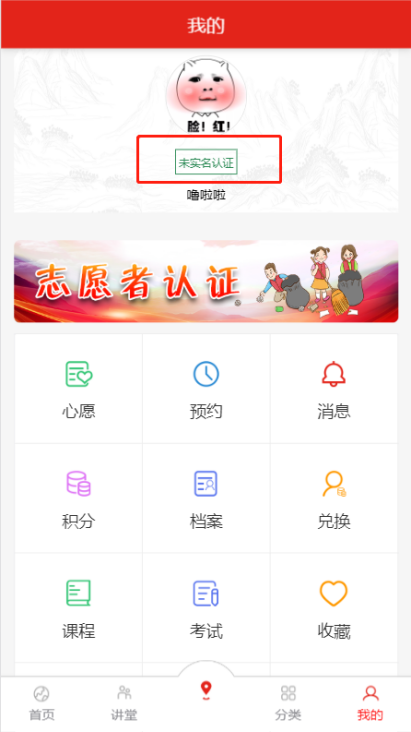 我的
脸！红！
未实名认证
噜啦啦
志愿者认证
心愿
预约
消息
积分
档案
兑换
课程
考试
收藏
首页
讲堂
分类
我的